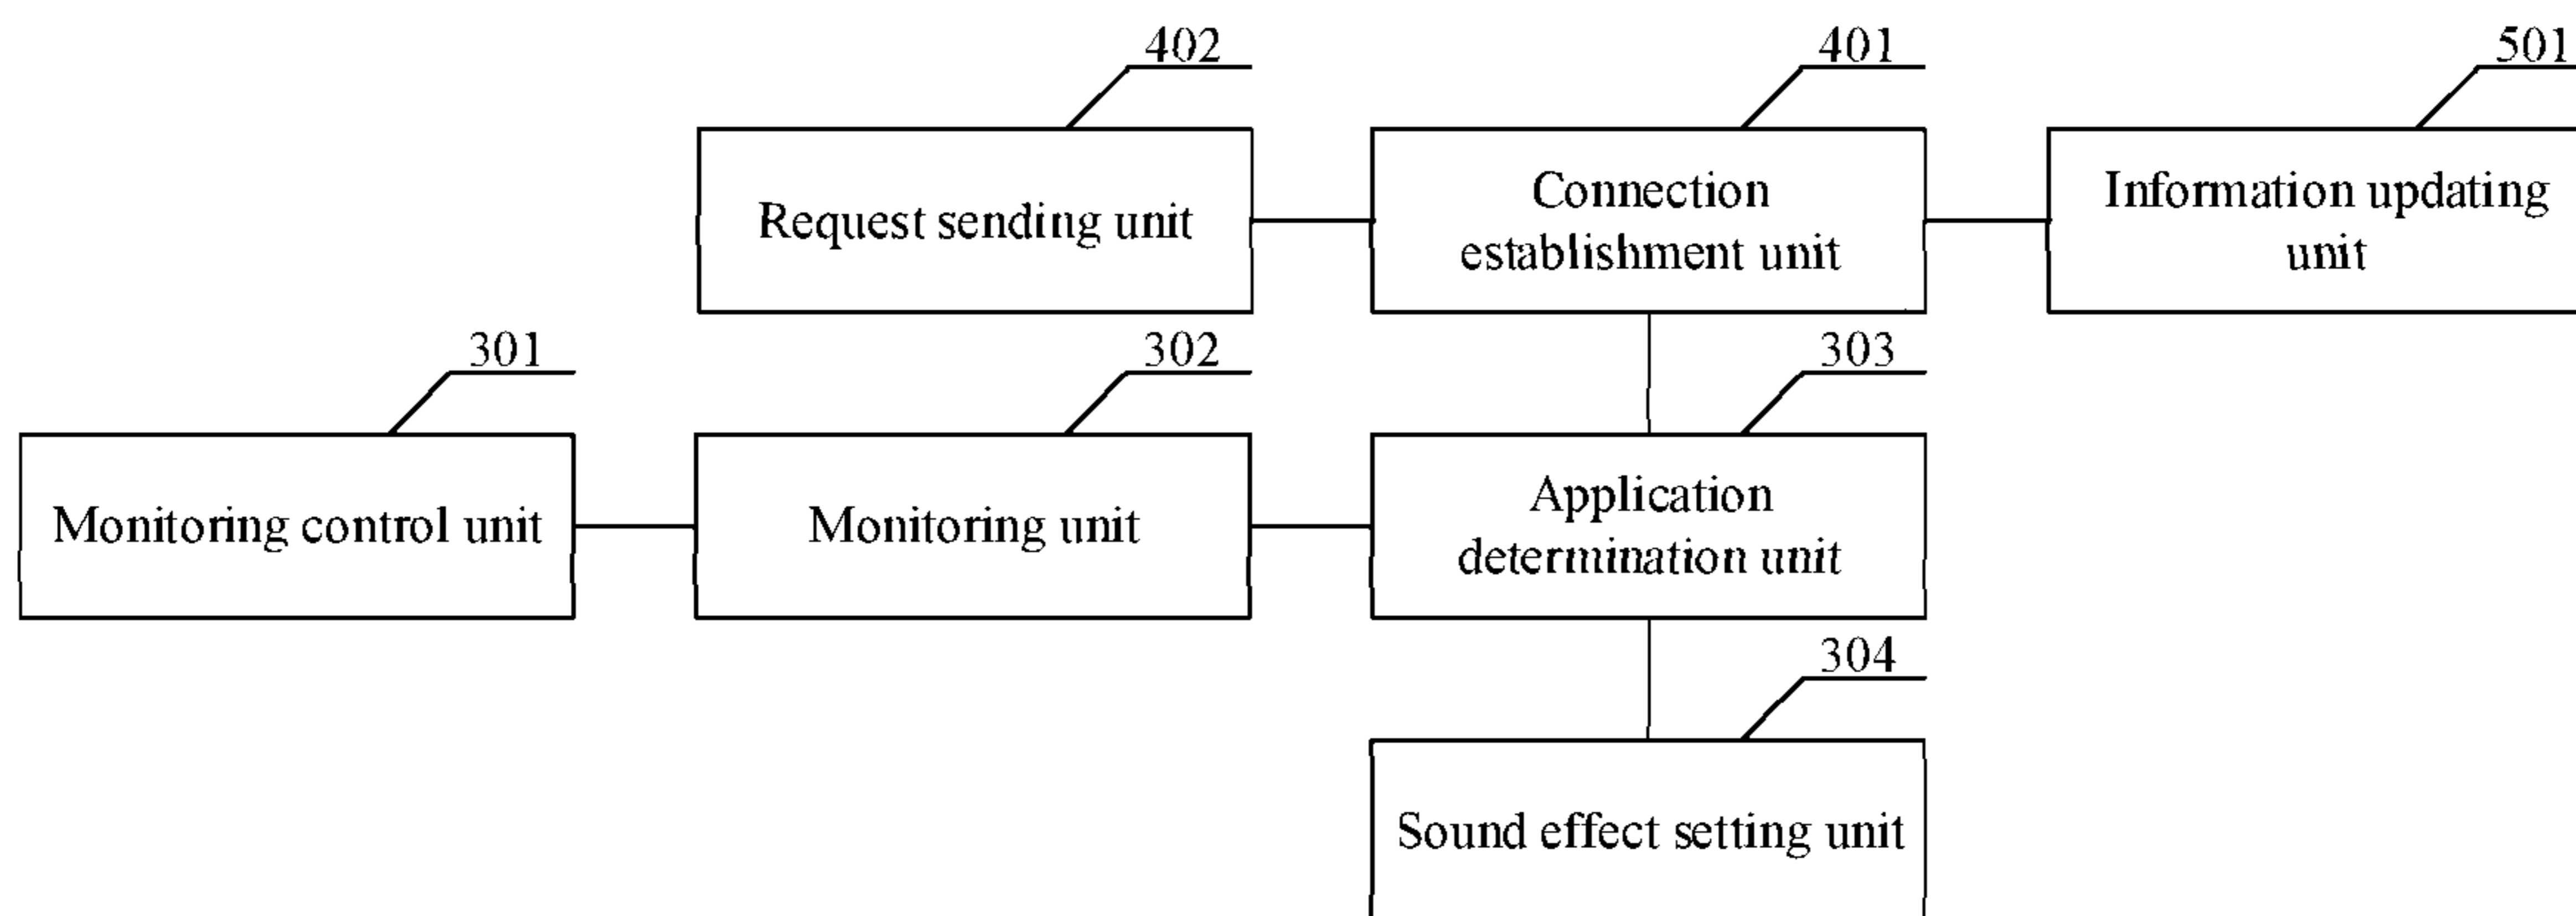 402
401
501
Request sending unit
Connection
establishment unit
Information updating
unit
301
302
303
Monitoring control unit
Monitoring unit
Application
determination unit
304
Sound effect setting unit